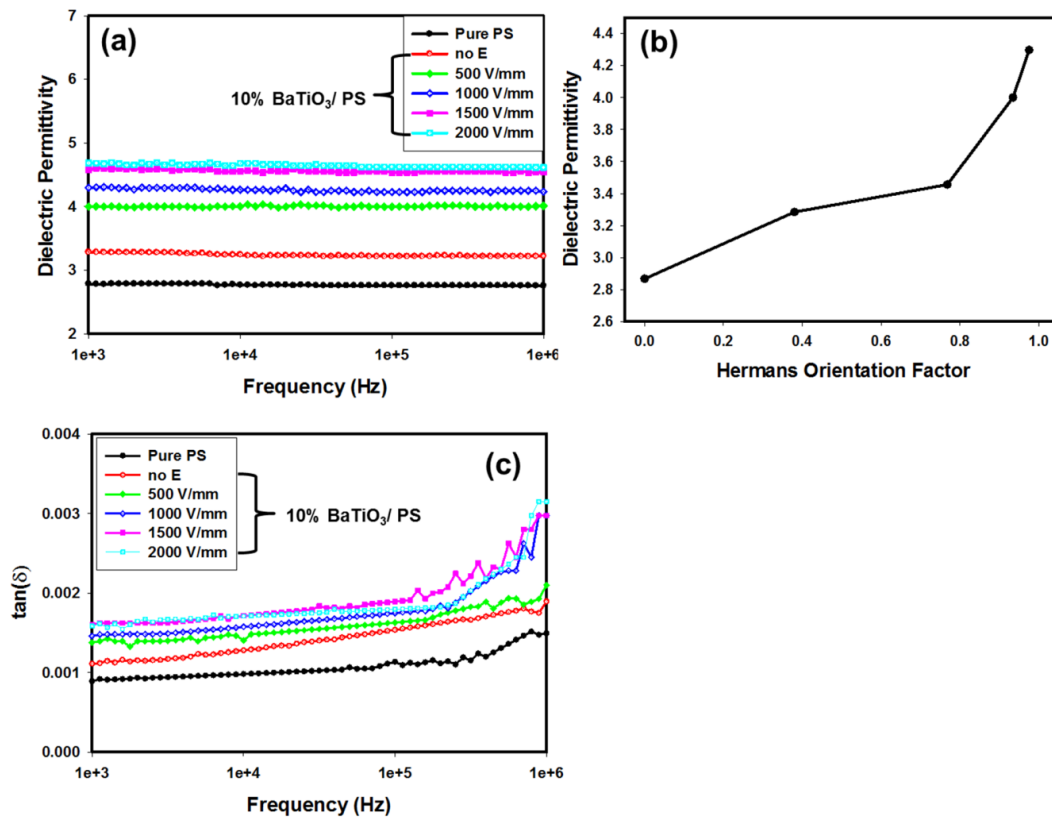 (a)
Pure PS
no E
500 V/mm
1000 V/mm
1500 V/mm
2000 V/mm
10% BaTiO3/ PS
Dielectric Permittivity
7
6
5
4
3
2
1e+3 1e+4 1e+5 1e+6
Frequency (Hz)
(b)
Dielectric Permittivity
4.4
4.2
4.0
3.8
3.6
3.4
3.2
3.0
2.8
2.6
0.0 0.2 0.4 0.6 0.8 1.0
Hermans Orientation Factor
(c)
Pure PS
no E
500 V/mm
1000 V/mm
1500 V/mm
2000 V/mm
10% BaTiO3/ PS
tan(δ)
0.004
0.003
0.002
0.001
0.000
1e+3 1e+4 1e+5 1e+6
Frequency (Hz)